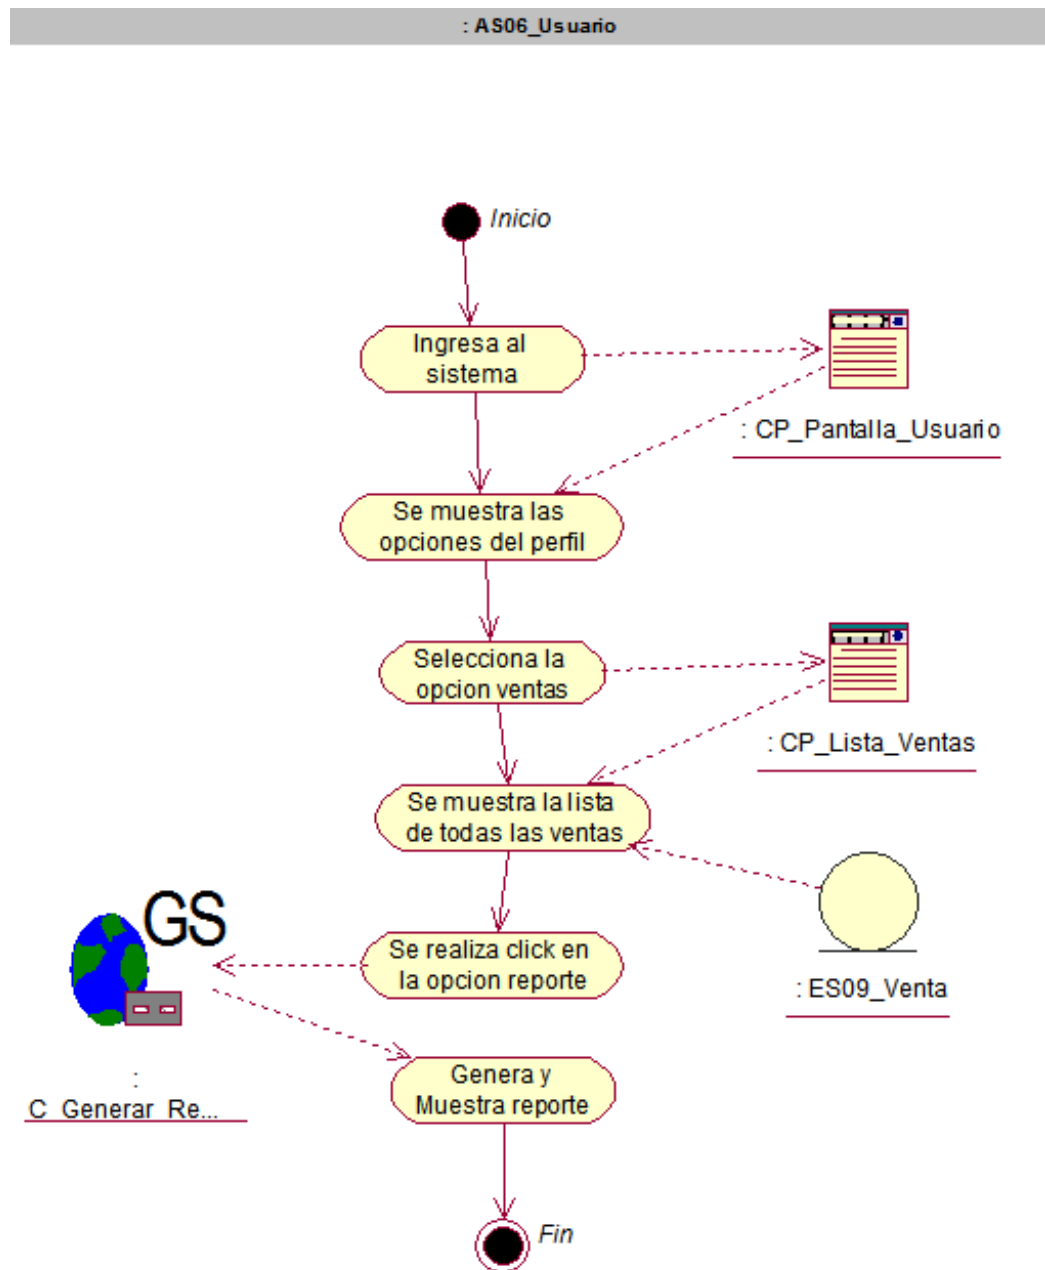 : AS06_Usuario
Inicio
Ingresa al
sistema
: CP_Pantalla_Usuario
Se muestra las
opciones del perfil
Selecciona la
opcion ventas
: CP_Lista_Ventas
Se muestra la lista
de todas las ventas
GS
Se realiza click en
la opcion reporte
: ES09_Venta
:
C_Generar_Re...
Genera y
Muestra reporte
Fin